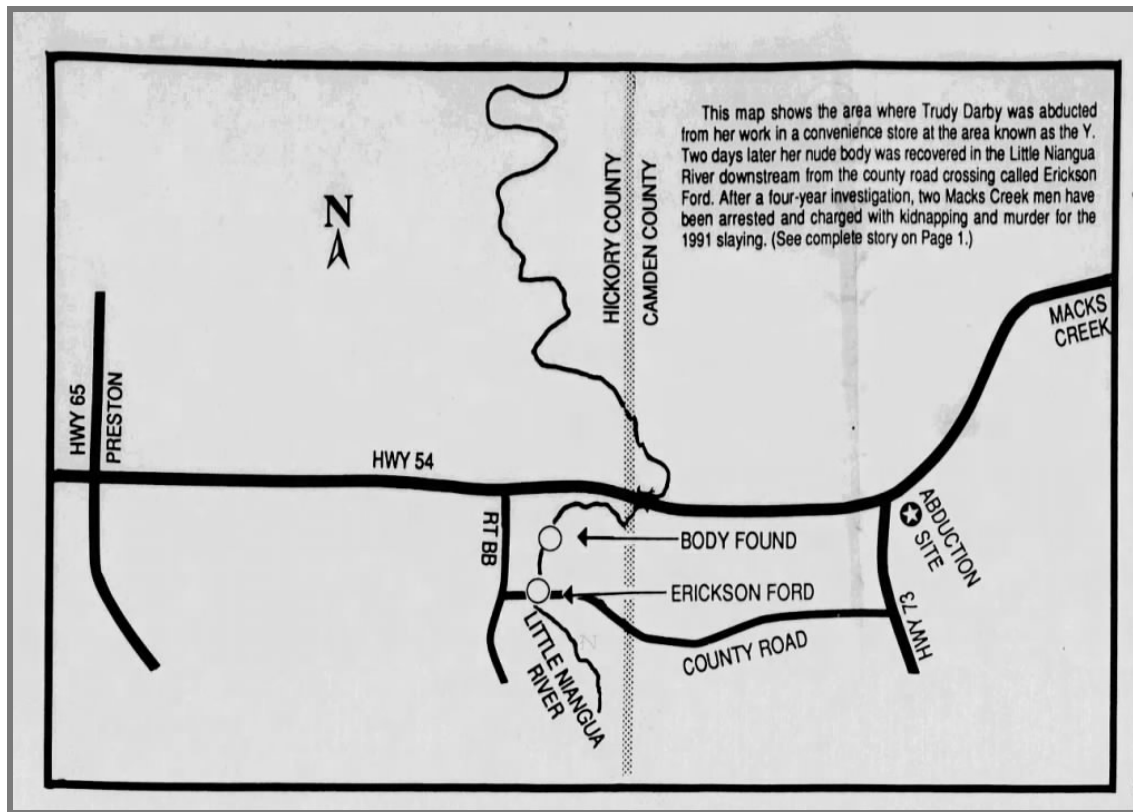 This map shows the area where Trudy Darby was abducted
from her work in a convenience store at the area known as the Y.
Two days later her nude body was recovered in the Little Niangua
River downstream from the county road crossing called Erickson
Ford. After a four-year investigation, two Macks Creek men have
been arrested and charged with kidnapping and murder for the
1991 slaying. (See complete story on Page 1.)
N
HICKORY COUNTY
CAMDEN COUNTY
MACKS
CREEK
HWY 65
PRESTON
HWY 54
RT BB
ABDUCTION
SITE
BODY FOUND
ERICKSON FORD
HWY 73
COUNTY ROAD
LITTLE NIANGUA
RIVER